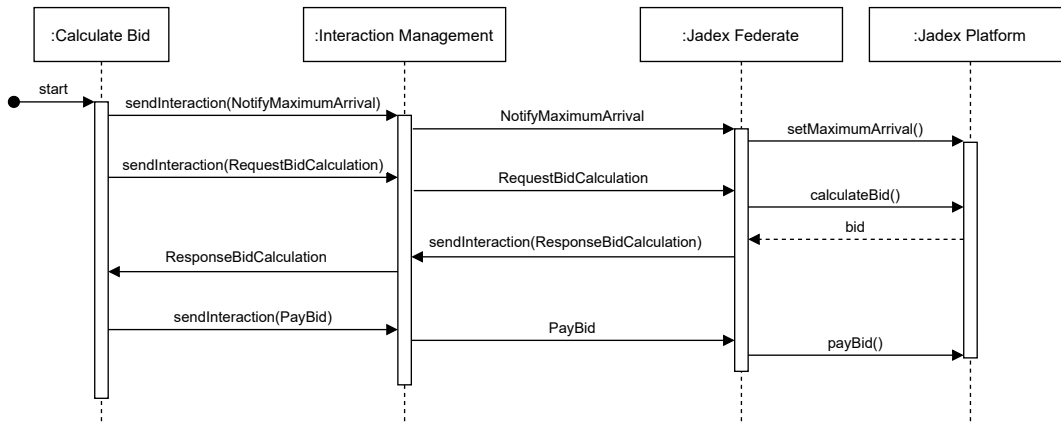 :Calculate Bid
:Interaction Management
:Jadex Federate
:Jadex Platform
start
sendInteraction(NotifyMaximumArrival)
NotifyMaximumArrival
setMaximumArrival()
sendInteraction(RequestBidCalculation)
RequestBidCalculation
calculateBid()
bid
sendInteraction(ResponseBidCalculation)
ResponseBidCalculation
sendInteraction(PayBid)
PayBid
payBid()